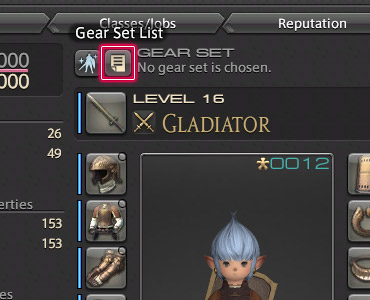 Classes/Jobs
Reputation
Gear Set List
GEAR SET
No gear set is chosen.
000
000
LEVEL 16
GLADIATOR
26
49
0012
erties
153
153
es